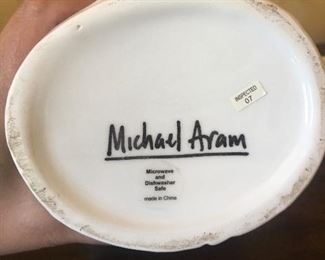 INSPECTED
07
Michael Aram
Microwave
and
Dishwasher
Safe
made in China